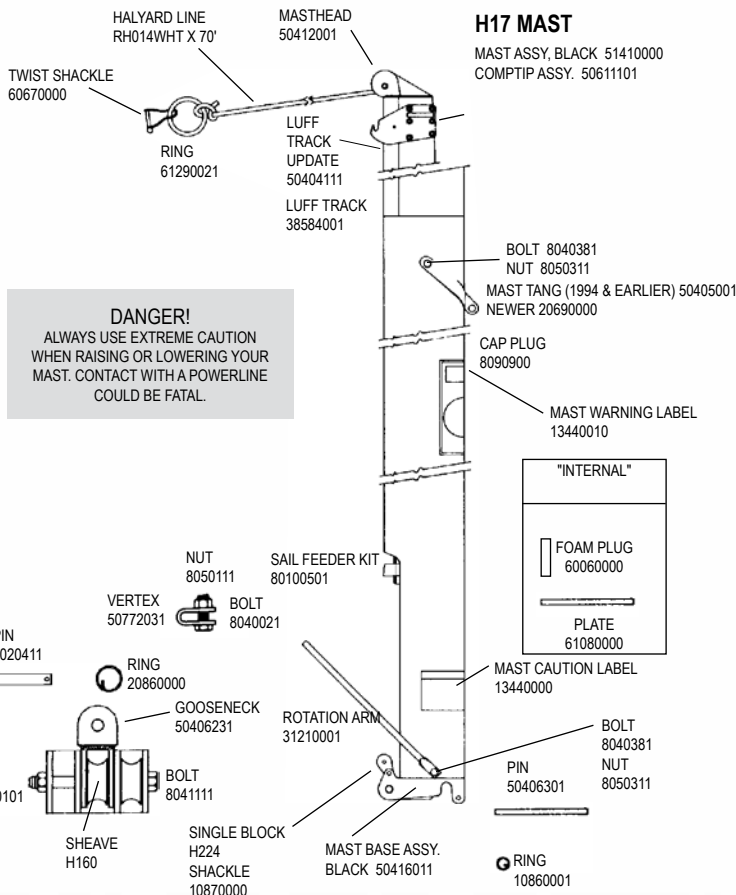 H17 MAST
MAST ASSY, BLACK 51410000
COMPTIP ASSY. 50611101
HALYARD LINE
RH014WHT X 70'
MASTHEAD
50412001
TWIST SHACKLE
60670000
RING
61290021
LUFF
TRACK
UPDATE
50404111
LUFF TRACK
38584001
BOLT 8040381
NUT 8050311
MAST TANG (1994 & EARLIER) 50405001
NEWER 20690000
DANGER!
ALWAYS USE EXTREME CAUTION
WHEN RAISING OR LOWERING YOUR
MAST. CONTACT WITH A POWERLINE
COULD BE FATAL.
CAP PLUG
8090900
MAST WARNING LABEL
13440010
"INTERNAL"
FOAM PLUG
60060000
PLATE
61080000
NUT
8050111
SAIL FEEDER KIT
80100501
VERTEX
50772031
BOLT
8040021
RING
20860000
GOOSENECK
50406231
ROTATION ARM
31210001
MAST CAUTION LABEL
13440000
BOLT
8040381
NUT
8050311
PIN
50406301
BOLT
8041111
SHEAVE
H160
SINGLE BLOCK
H224
SHACKLE
10870000
MAST BASE ASSY.
BLACK 50416011
RING
10860001